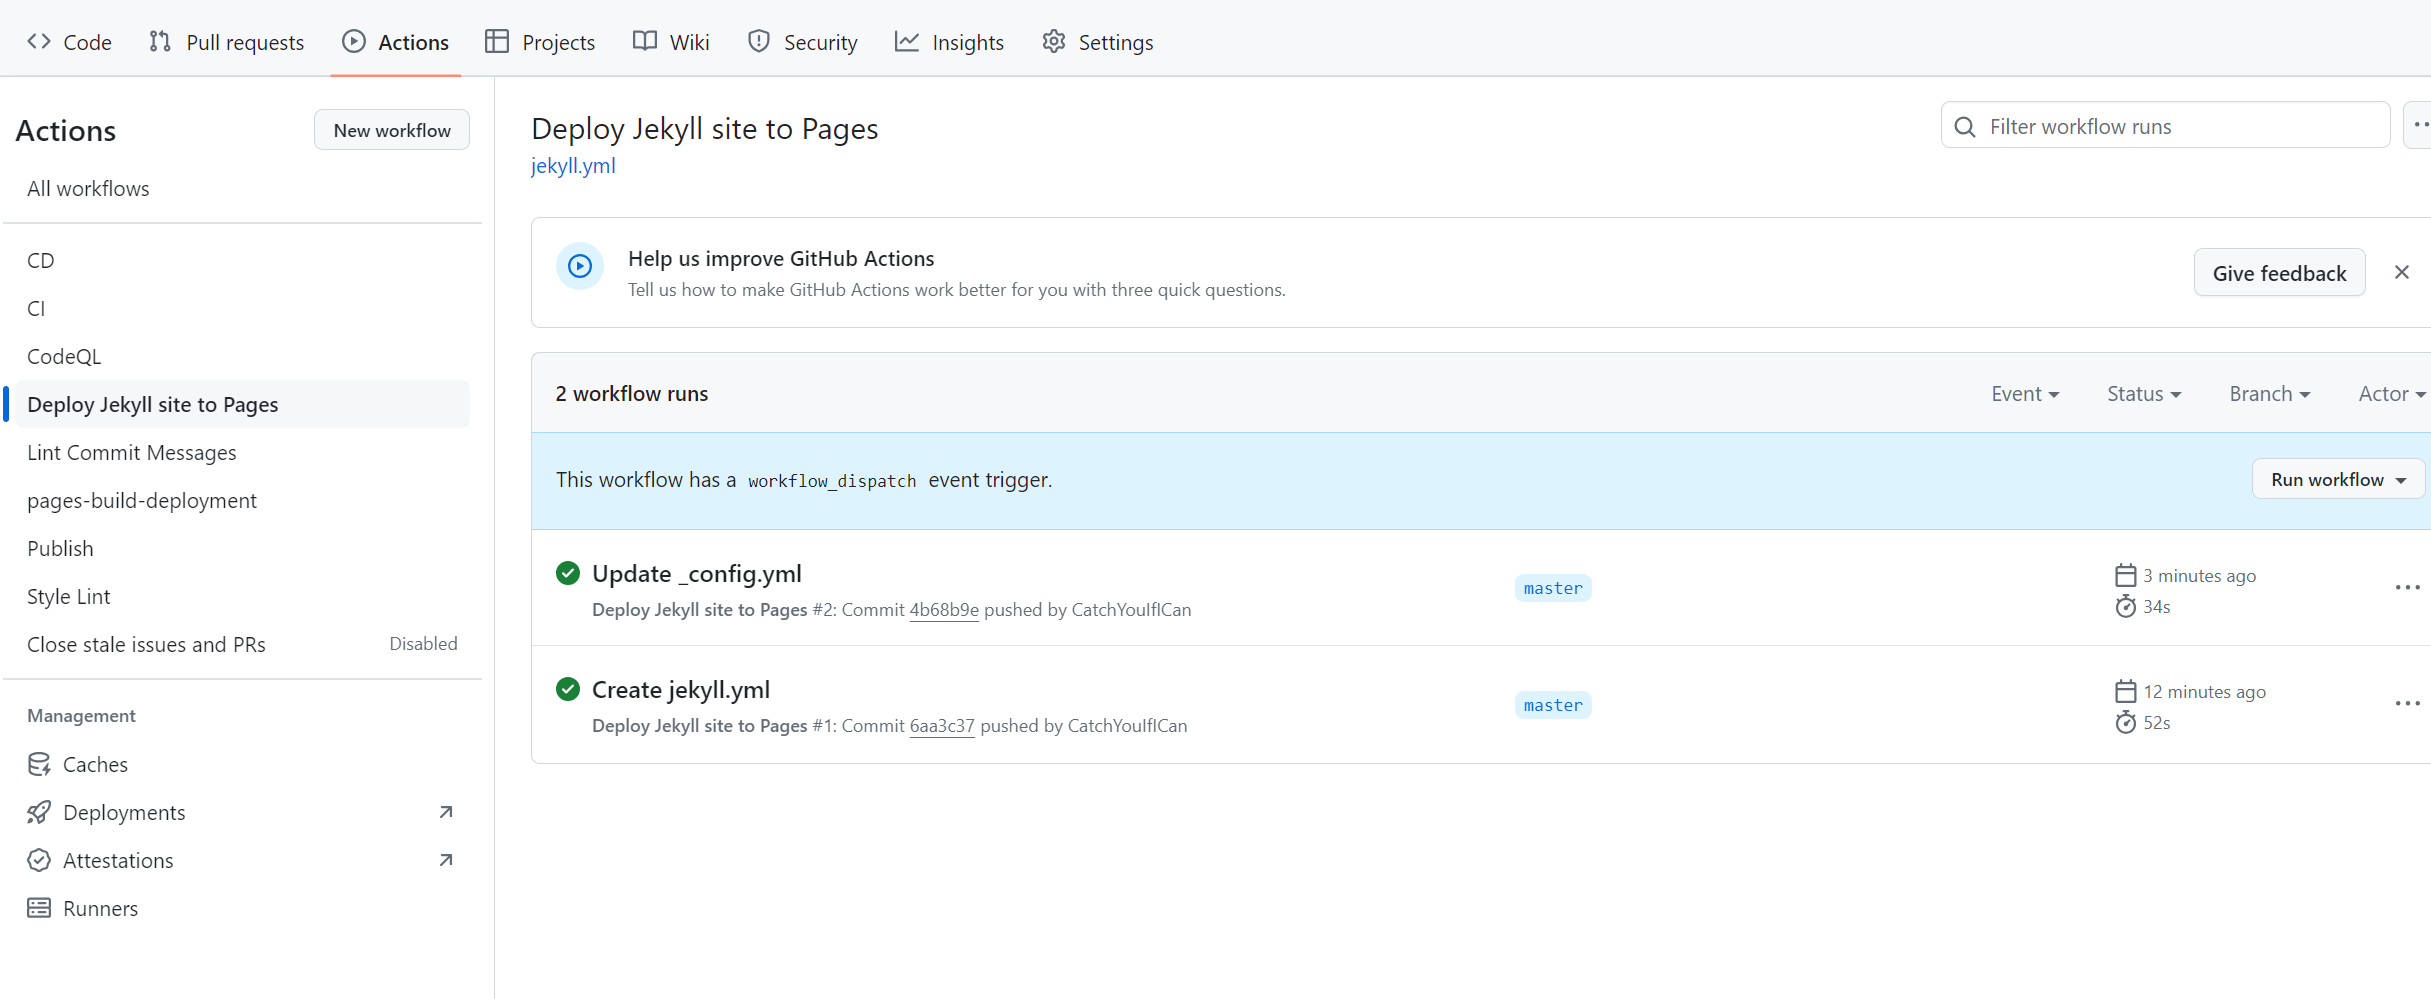 Code
Pull requests
Actions
Projects
Wiki
Security
Insights
Settings
Actions
New workflow
All workflows
CD
CI
CodeQL
Deploy Jekyll site to Pages
Lint Commit Messages
pages-build-deployment
Publish
Style Lint
Close stale issues and PRs Disabled
Management
Caches
Deployments
Attestations
Runners
Deploy Jekyll site to Pages
jekyll.yml
Filter workflow runs
Help us improve GitHub Actions
Tell us how to make GitHub Actions work better for you with three quick questions.
Give feedback
2 workflow runs
Event
Status
Branch
Actor
This workflow has a workflow_dispatch event trigger.
Run workflow
Update _config.yml
Deploy Jekyll site to Pages #2: Commit 4b68b9e pushed by CatchYouIfICan
master
3 minutes ago
34s
Create jekyll.yml
Deploy Jekyll site to Pages #1: Commit 6aa3c37 pushed by CatchYouIfICan
master
12 minutes ago
52s